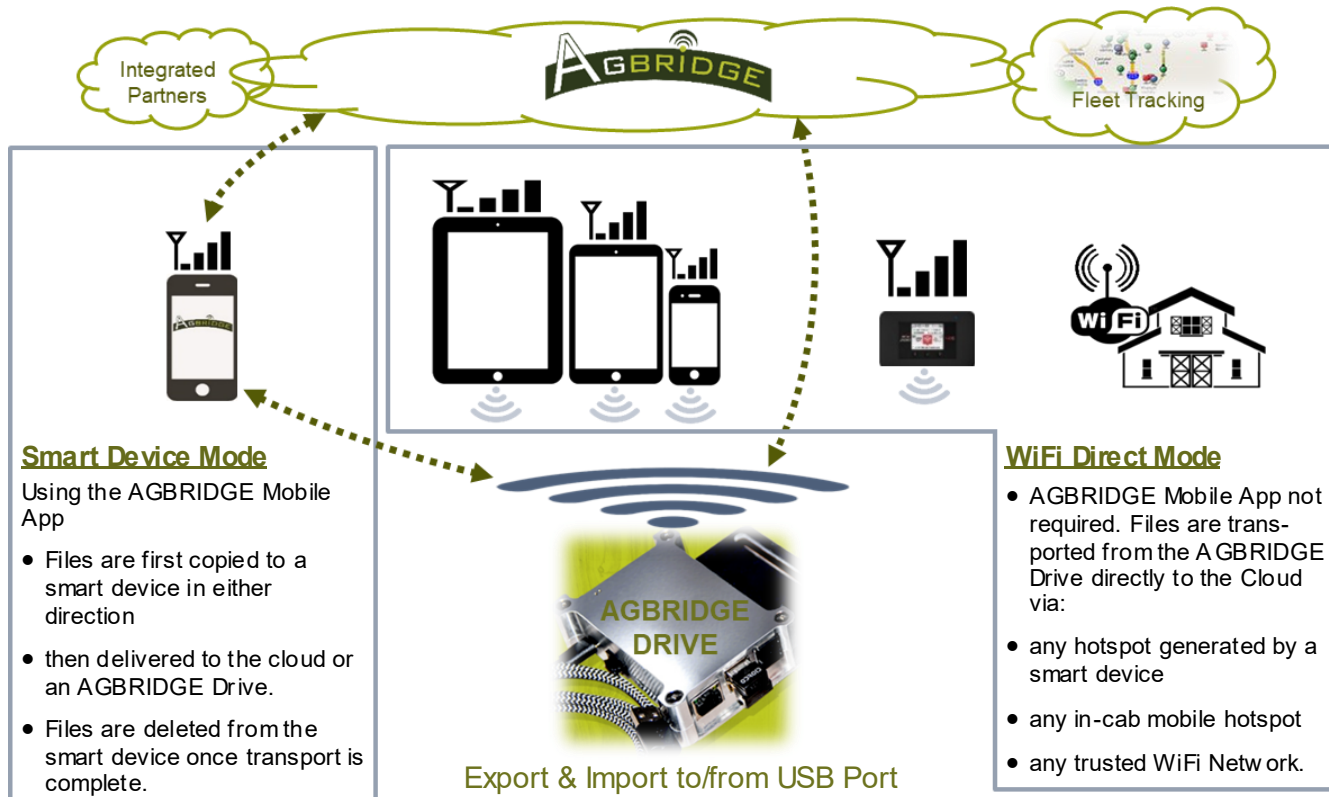 Integrated
Partners
AGBRIDGE
Fleet Tracking
AGBRIDGE
WiFi
Smart Device Mode
Using the AGBRIDGE Mobile
App
• Files are first copied to a
smart device in either
direction
• then delivered to the cloud or
an AGBRIDGE Drive.
• Files are deleted from the
smart device once transport is
complete.
AGBRIDGE
DRIVE
Export & Import to/from USB Port
WiFi Direct Mode
• AGBRIDGE Mobile App not
required. Files are trans-
ported from the AGBRIDGE
Drive directly to the Cloud
via:
• any hotspot generated by a
smart device
• any in-cab mobile hotspot
• any trusted WiFi Network.